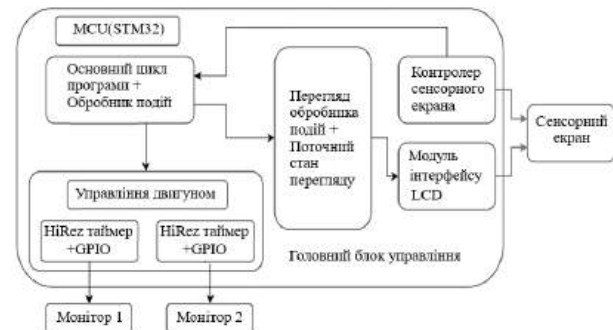 MCU(STM32)
Основний цикл
програми +
Обробник подій
Перегляд
обробника
подій +
Поточний
стан
перегляду
Контролер
сенсорного
екрана
Модуль
інтерфейсу
LCD
Сенсорний
екран
Управління двигуном
HiRez таймер
+GPIO
HiRez таймер
+GPIO
Головний блок управління
Монітор 1
Монітор 2